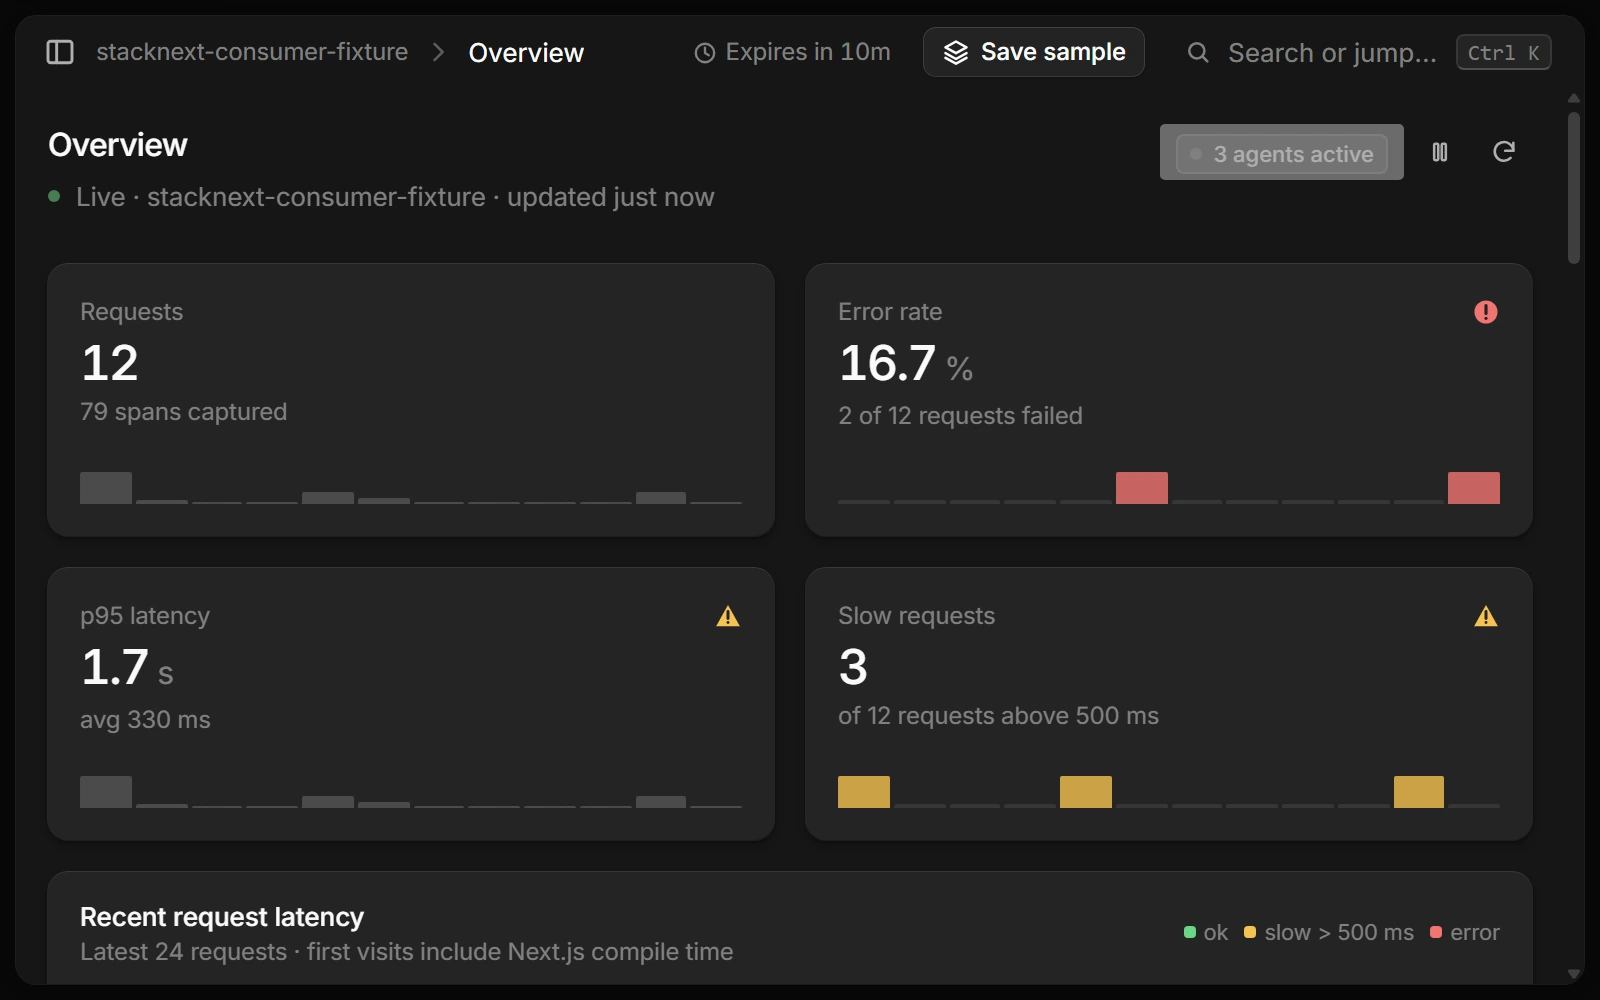 stacknext-consumer-fixture > Overview
Expires in 10m
Save sample
Search or jump...
Ctrl K
Overview
3 agents active
Live · stacknext-consumer-fixture · updated just now
Requests
12
79 spans captured
Error rate
16.7 %
2 of 12 requests failed
p95 latency
1.7 s
avg 330 ms
Slow requests
3
of 12 requests above 500 ms
Recent request latency
Latest 24 requests · first visits include Next.js compile time
ok
slow > 500 ms
error